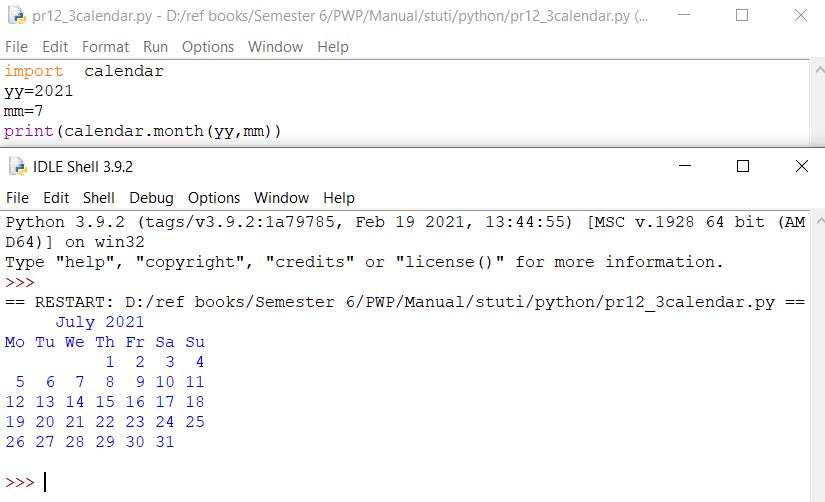 pr12_3calendar.py - D:/ref books/Semester 6/PWP/Manual/stuti/python/pr12_3calendar.py (...
File Edit Format Run Options Window Help
import  calendar
yy=2021
mm=7
print(calendar.month(yy,mm))
IDLE Shell 3.9.2
File Edit Shell Debug Options Window Help
Python 3.9.2 (tags/v3.9.2:1a79785, Feb 19 2021, 13:44:55) [MSC v.1928 64 bit (AM
D64)] on win32
Type "help", "copyright", "credits" or "license()" for more information.
>>>
== RESTART: D:/ref books/Semester 6/PWP/Manual/stuti/python/pr12_3calendar.py ==
     July 2021
Mo Tu We Th Fr Sa Su
          1  2  3  4
 5  6  7  8  9 10 11
12 13 14 15 16 17 18
19 20 21 22 23 24 25
26 27 28 29 30 31
>>>